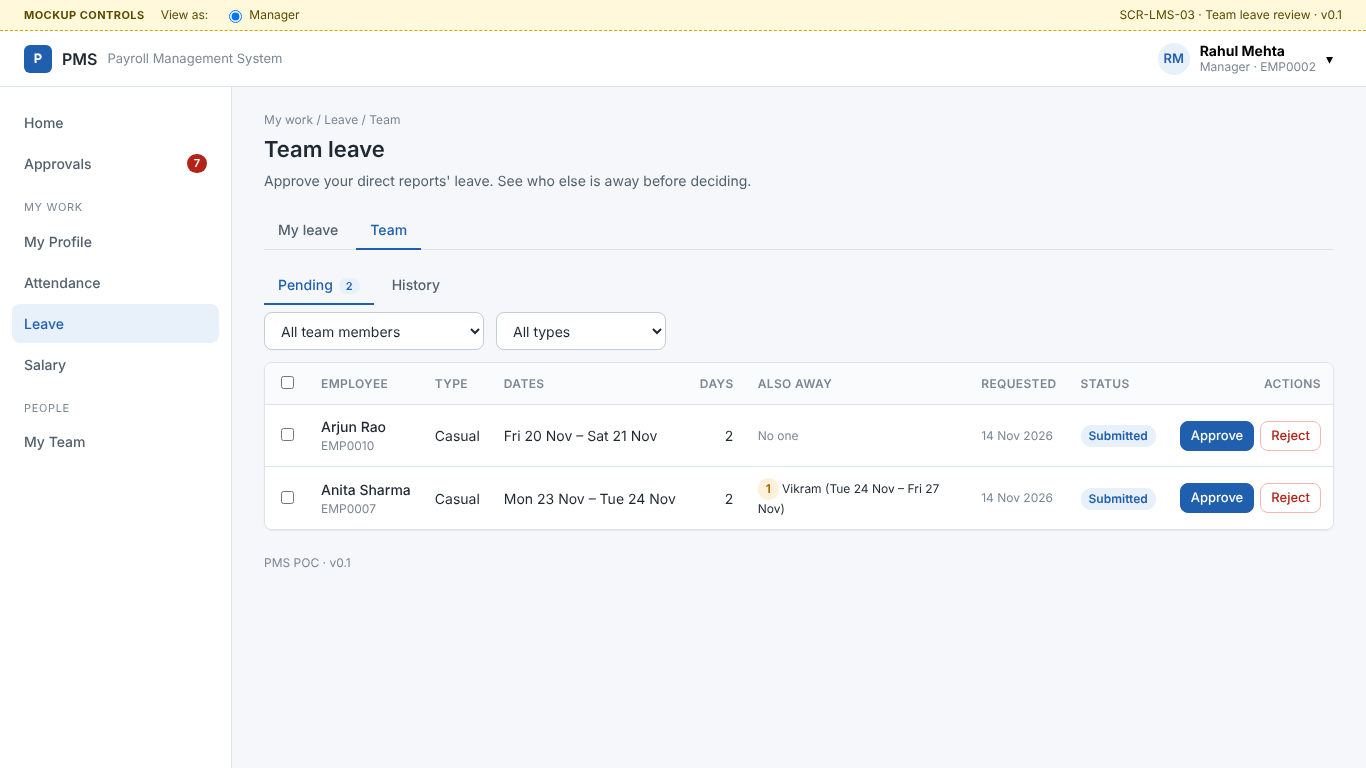 MOCKUP CONTROLS View as: Manager SCR-LMS-03 · Team leave review · v0.1
P PMS Payroll Management System
RM Rahul Mehta ▼
Manager · EMP0002
Home
Approvals 7
MY WORK
My Profile
Attendance
Leave
Salary
PEOPLE
My Team
My work / Leave / Team
Team leave
Approve your direct reports' leave. See who else is away before deciding.
My leave Team
Pending 2 History
All team members All types
EMPLOYEE TYPE DATES DAYS ALSO AWAY REQUESTED STATUS ACTIONS
Arjun Rao
EMP0010 Casual Fri 20 Nov – Sat 21 Nov 2 No one 14 Nov 2026 Submitted Approve Reject
Anita Sharma
EMP0007 Casual Mon 23 Nov – Tue 24 Nov 2 1 Vikram (Tue 24 Nov – Fri 27
Nov) 14 Nov 2026 Submitted Approve Reject
PMS POC · v0.1